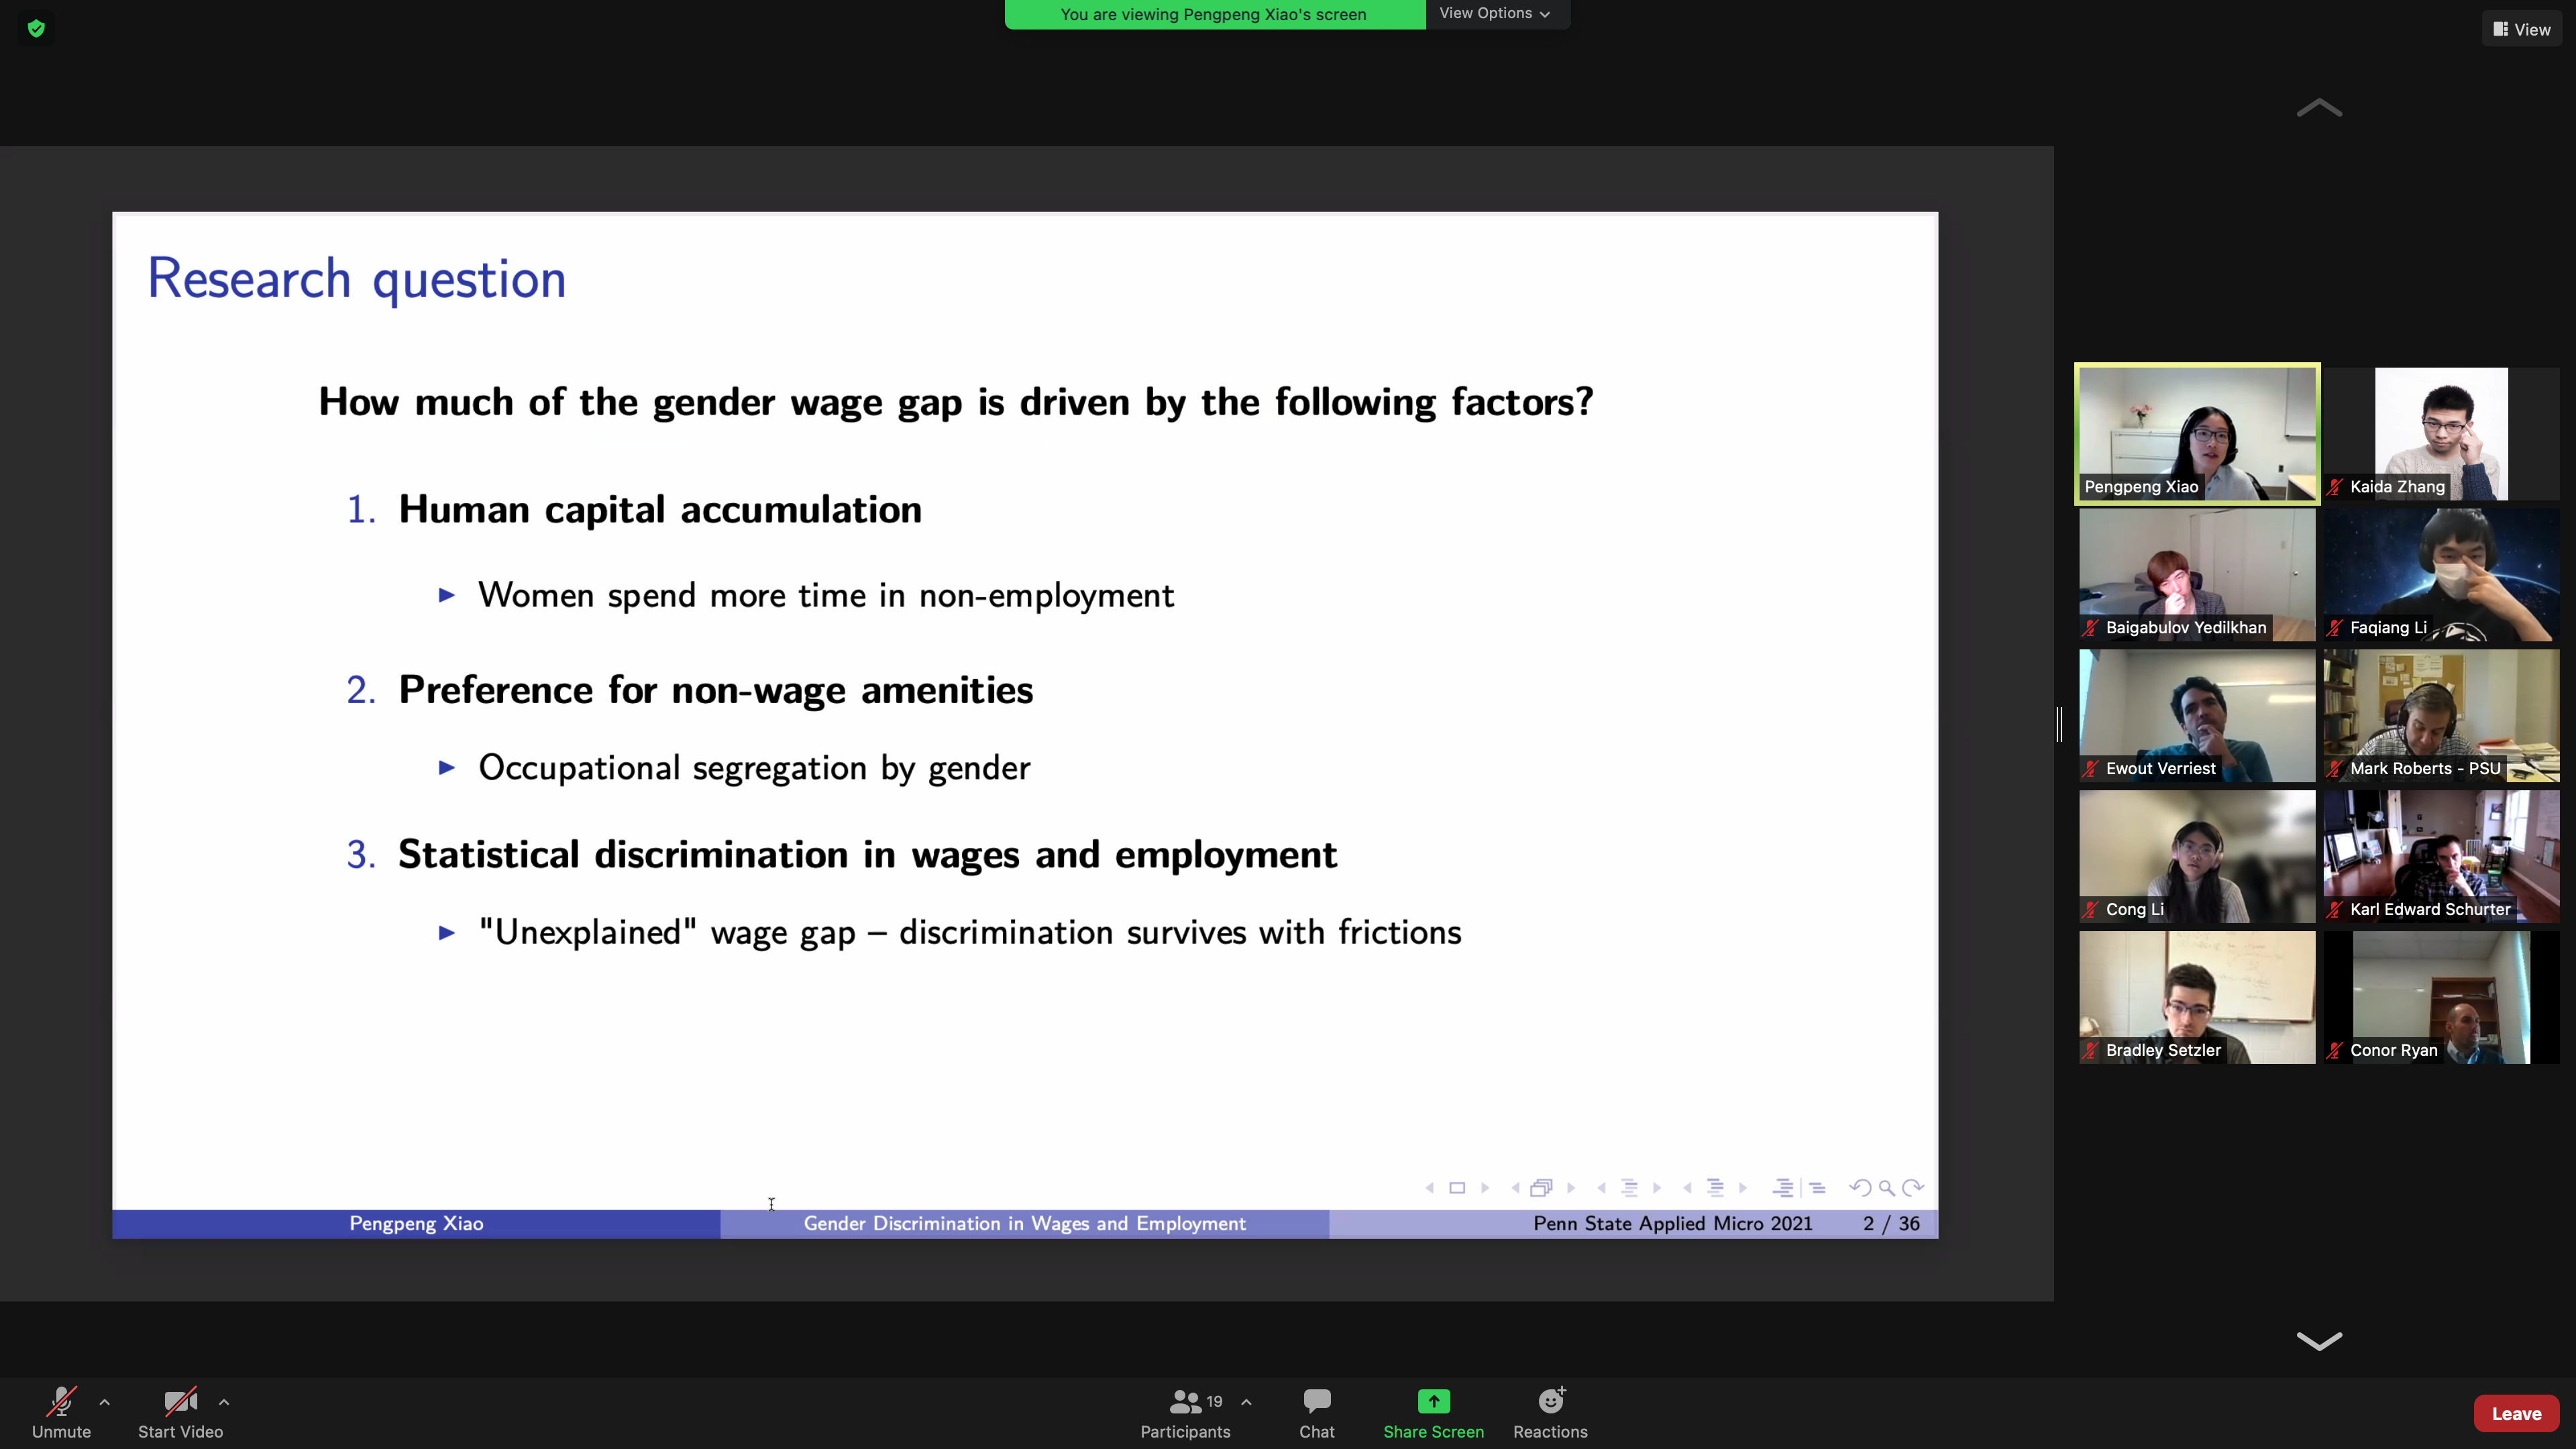 You are viewing Pengpeng Xiao's screen
View Options
View
Research question
How much of the gender wage gap is driven by the following factors?
1. Human capital accumulation
Women spend more time in non-employment
2. Preference for non-wage amenities
Occupational segregation by gender
3. Statistical discrimination in wages and employment
"Unexplained" wage gap – discrimination survives with frictions
Pengpeng Xiao
Gender Discrimination in Wages and Employment
Penn State Applied Micro 2021
2 / 36
Pengpeng Xiao
Kaida Zhang
Baigabulov Yedilkhan
Faqiang Li
Ewout Verriest
Mark Roberts - PSU
Cong Li
Karl Edward Schurter
Bradley Setzler
Conor Ryan
Unmute
Start Video
19
Participants
Chat
Share Screen
Reactions
Leave